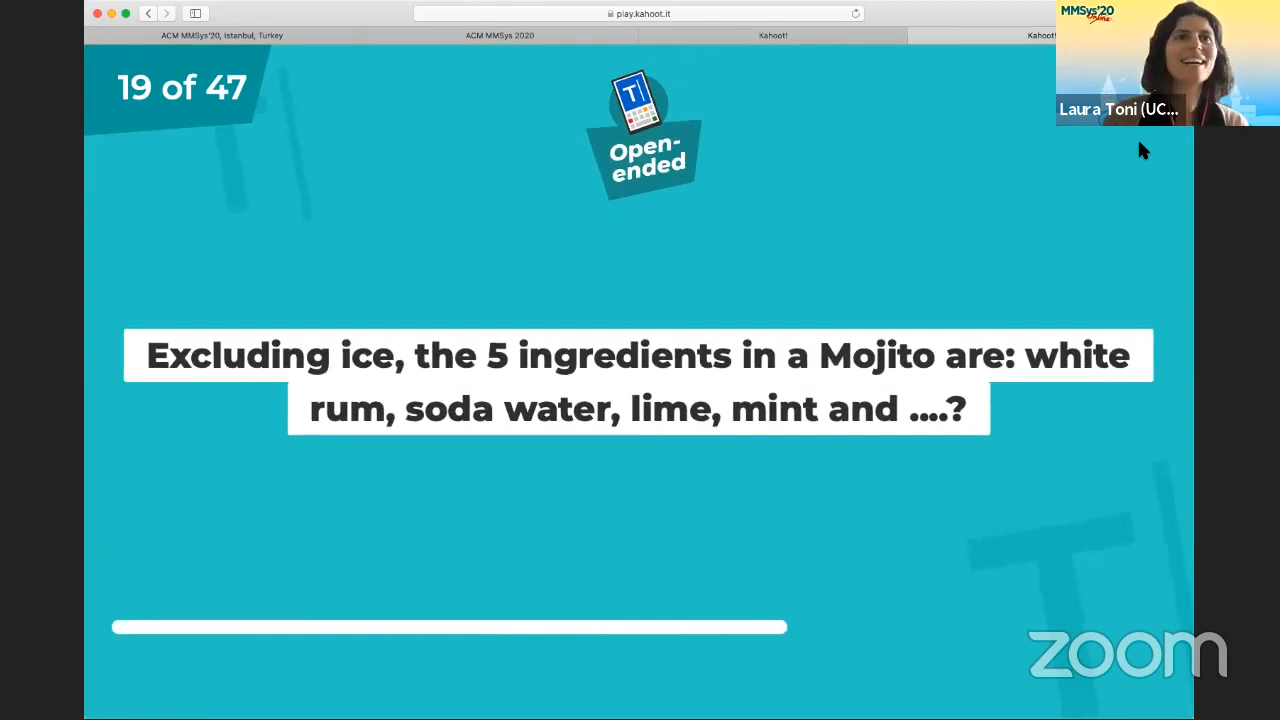 play.kahoot.it
ACM MMSys'20, Istanbul, Turkey
ACM MMSys 2020
Kahoot!
Kahoot!
MMSys'20
Online
Laura Toni (UC...
19 of 47
T
Open-
ended
Excluding ice, the 5 ingredients in a Mojito are: white
rum, soda water, lime, mint and ....?
zoom